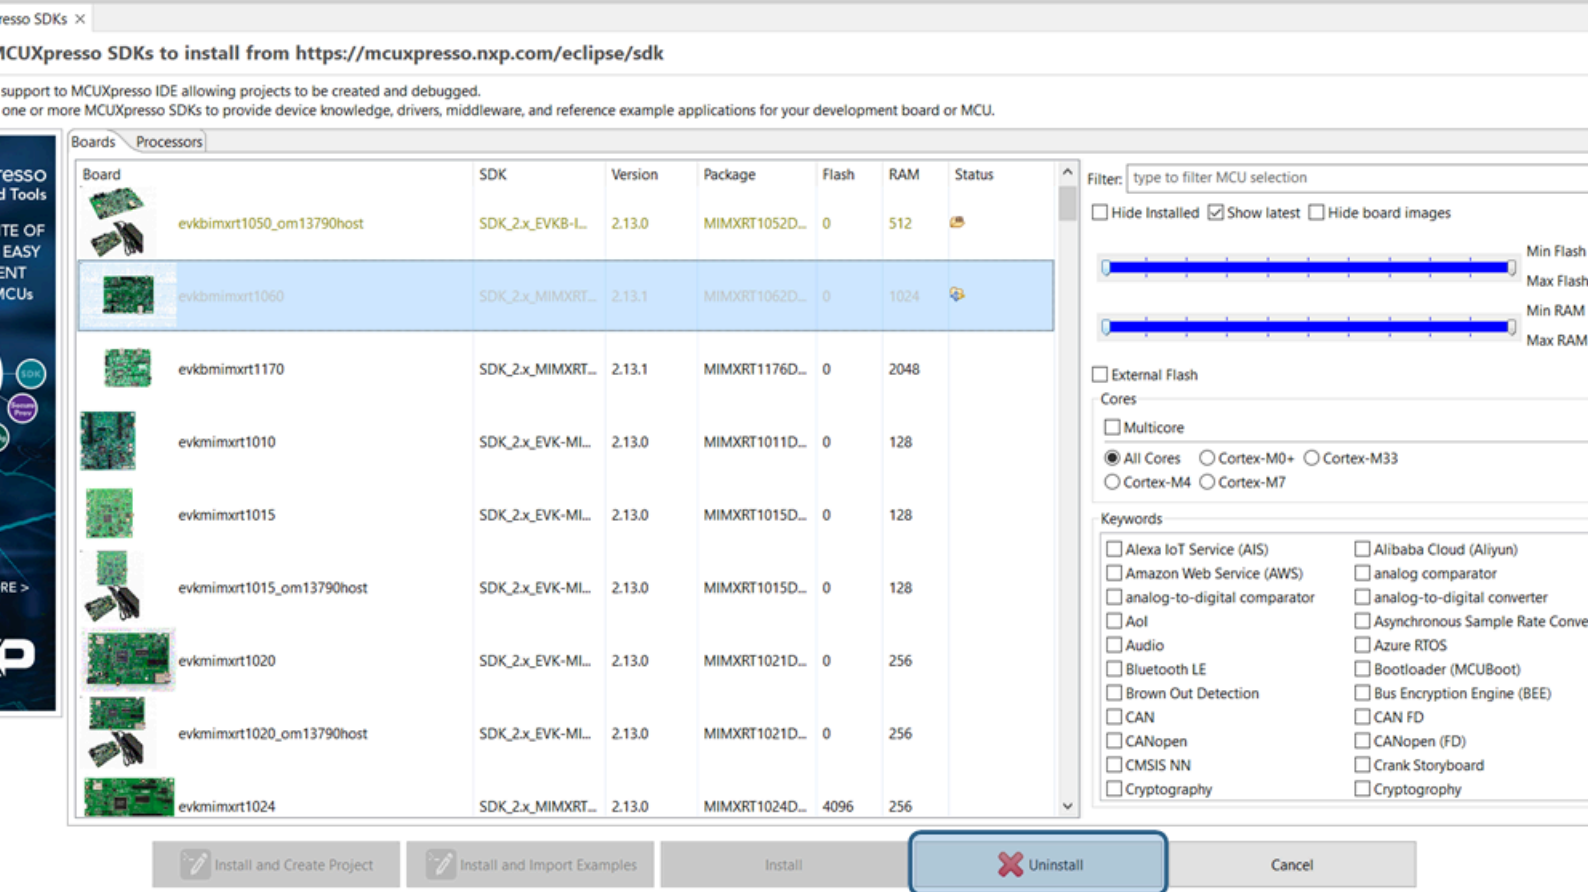 resso SDKs
MCUXpresso SDKs to install from https://mcuxpresso.nxp.com/eclipse/sdk
support to MCUXpresso IDE allowing projects to be created and debugged.
one or more MCUXpresso SDKs to provide device knowledge, drivers, middleware, and reference example applications for your development board or MCU.
resso
d Tools
ITE OF
EASY
ENT
MCUs
SDK
Secure
Prov
RE >
Boards Processors
Board SDK Version Package Flash RAM Status
evkbimxrt1050_om13790host SDK_2.x_EVKB-I... 2.13.0 MIMXRT1052D... 0 512
evkbmimxrt1060 SDK_2.x_MIMXRT... 2.13.1 MIMXRT1062D... 0 1024
evkbmimxrt1170 SDK_2.x_MIMXRT... 2.13.1 MIMXRT1176D... 0 2048
evkmimxrt1010 SDK_2.x_EVK-MI... 2.13.0 MIMXRT1011D... 0 128
evkmimxrt1015 SDK_2.x_EVK-MI... 2.13.0 MIMXRT1015D... 0 128
evkmimxrt1015_om13790host SDK_2.x_EVK-MI... 2.13.0 MIMXRT1015D... 0 128
evkmimxrt1020 SDK_2.x_EVK-MI... 2.13.0 MIMXRT1021D... 0 256
evkmimxrt1020_om13790host SDK_2.x_EVK-MI... 2.13.0 MIMXRT1021D... 0 256
evkmimxrt1024 SDK_2.x_MIMXRT... 2.13.0 MIMXRT1024D... 4096 256
Filter: type to filter MCU selection
Hide Installed Show latest Hide board images
Min Flash
Max Flash
Min RAM
Max RAM
External Flash
Cores
Multicore
All Cores Cortex-M0+ Cortex-M33
Cortex-M4 Cortex-M7
Keywords
Alexa IoT Service (AIS) Alibaba Cloud (Aliyun)
Amazon Web Service (AWS) analog comparator
analog-to-digital comparator analog-to-digital converter
AoI Asynchronous Sample Rate Conve
Audio Azure RTOS
Bluetooth LE Bootloader (MCUBoot)
Brown Out Detection Bus Encryption Engine (BEE)
CAN CAN FD
CANopen CANopen (FD)
CMSIS NN Crank Storyboard
Cryptography Cryptogrophy
Install and Create Project Install and Import Examples Install Uninstall Cancel